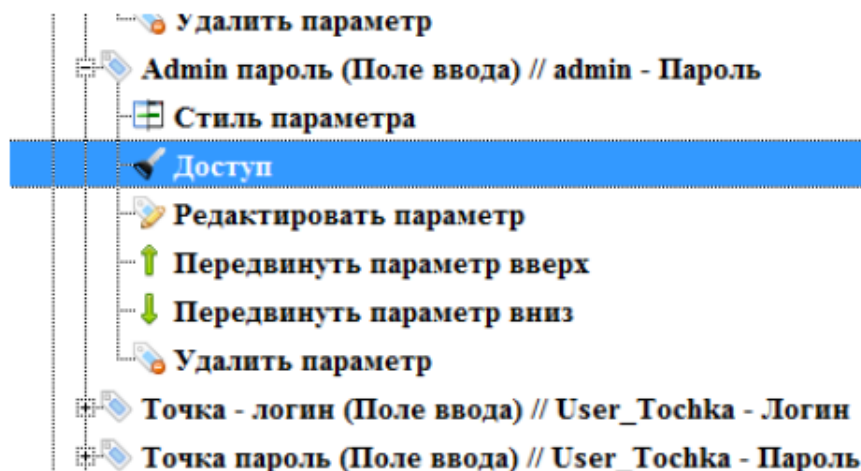 Удалить параметр
Admin пароль (Поле ввода) // admin - Пароль
Стиль параметра
Доступ
Редактировать параметр
Передвинуть параметр вверх
Передвинуть параметр вниз
Удалить параметр
Точка - логин (Поле ввода) // User_Tochka - Логин
Точка пароль (Поле ввода) // User_Tochka - Пароль